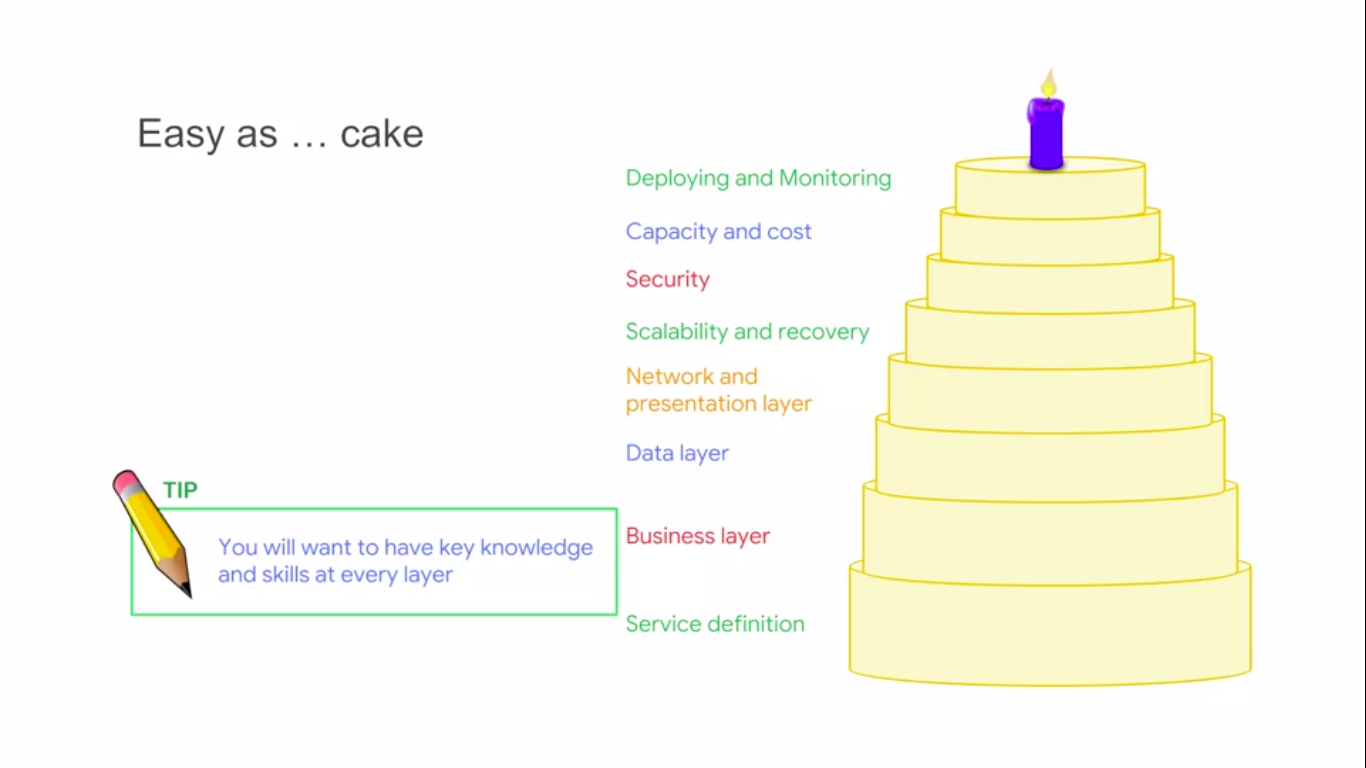 Easy as … cake
Deploying and Monitoring
Capacity and cost
Security
Scalability and recovery
Network and
presentation layer
Data layer
Business layer
Service definition
TIP
You will want to have key knowledge
and skills at every layer